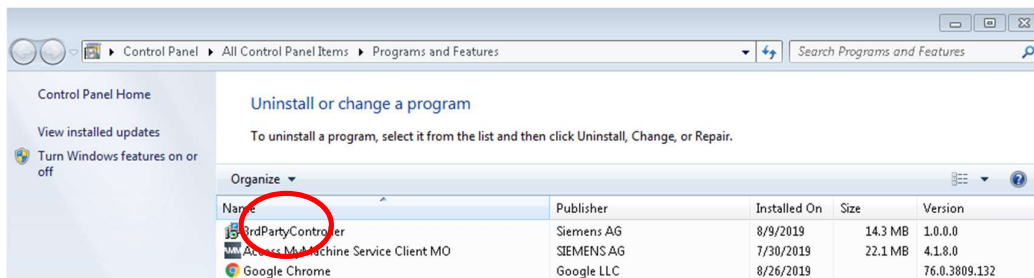 Control Panel ▸ All Control Panel Items ▸ Programs and Features
Search Programs and Features
Control Panel Home
View installed updates
Turn Windows features on or
off
Uninstall or change a program
To uninstall a program, select it from the list and then click Uninstall, Change, or Repair.
Organize
Name Publisher Installed On Size Version
3rdPartyController Siemens AG 8/9/2019 14.3 MB 1.0.0.0
Access MyMachine Service Client MO SIEMENS AG 7/30/2019 22.1 MB 4.1.8.0
Google Chrome Google LLC 8/26/2019 76.0.3809.132